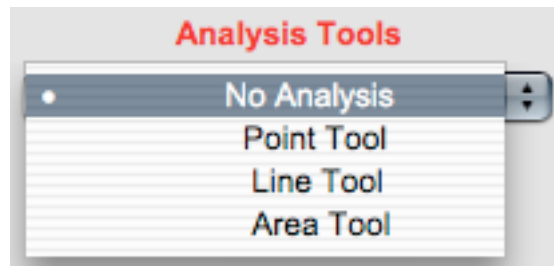 Analysis Tools
No Analysis
Point Tool
Line Tool
Area Tool